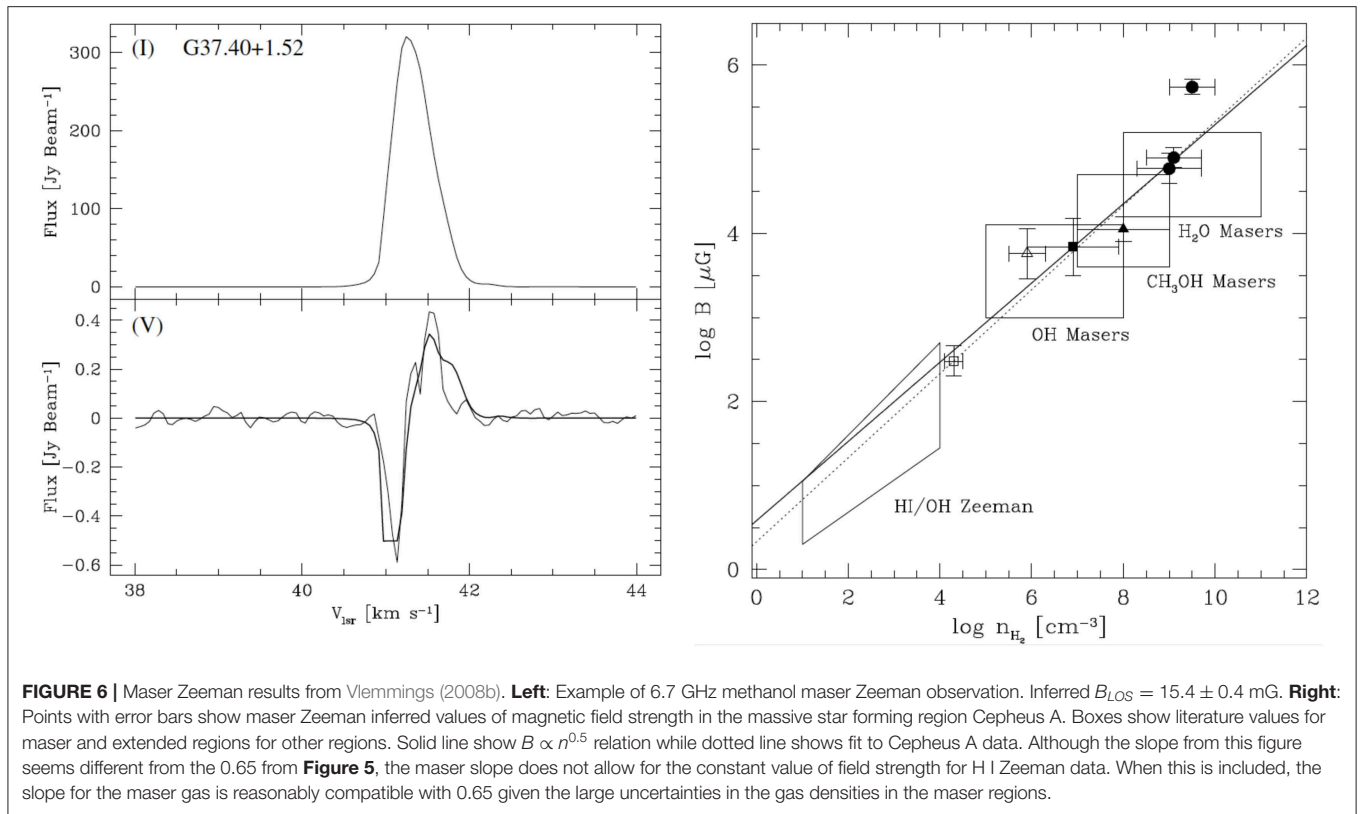 (I) G37.40+1.52
Flux [Jy Beam⁻¹]
300
200
100
0
(V)
Flux [Jy Beam⁻¹]
0.4
0.2
0
−0.2
−0.4
−0.6
38 40 42 44
V_lsr [km s⁻¹]
log B [μG]
6
4
2
0
H₂O Masers
CH₃OH Masers
OH Masers
HI/OH Zeeman
0 2 4 6 8 10 12
log n_H₂ [cm⁻³]
FIGURE 6 | Maser Zeeman results from Vlemmings (2008b). Left: Example of 6.7 GHz methanol maser Zeeman observation. Inferred B_LOS = 15.4 ± 0.4 mG. Right:
Points with error bars show maser Zeeman inferred values of magnetic field strength in the massive star forming region Cepheus A. Boxes show literature values for
maser and extended regions for other regions. Solid line show B ∝ n^0.5 relation while dotted line shows fit to Cepheus A data. Although the slope from this figure
seems different from the 0.65 from Figure 5, the maser slope does not allow for the constant value of field strength for H I Zeeman data. When this is included, the
slope for the maser gas is reasonably compatible with 0.65 given the large uncertainties in the gas densities in the maser regions.